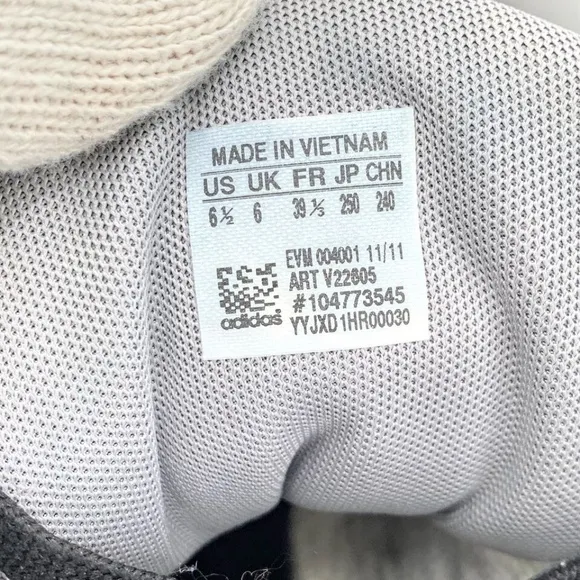 MADE IN VIETNAM
US UK FR JP CHN
6½ 6 39⅓ 250 240
EVM 004001 11/11
ART V22605
#104773545
adidas YYJXD1HR00030